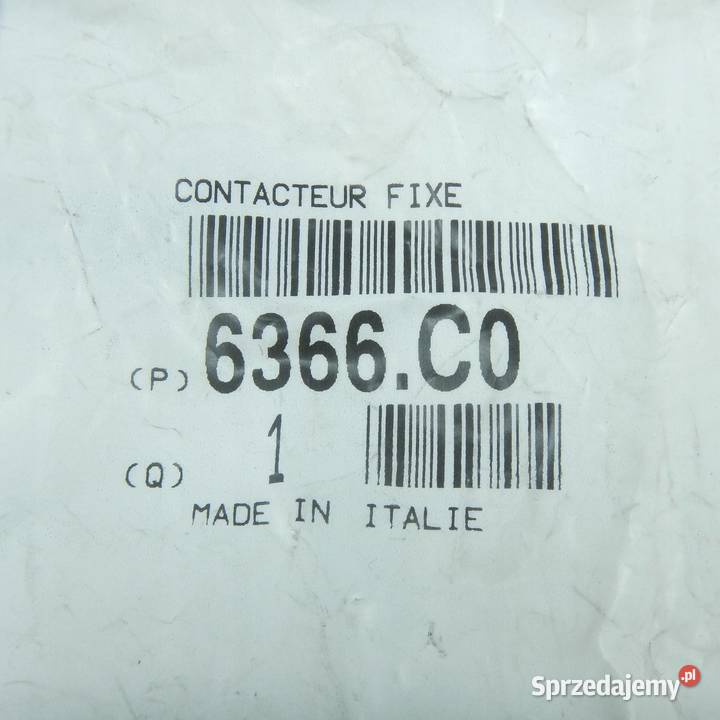 CONTACTEUR FIXE
(P) 6366.C0
(Q) 1
MADE IN ITALIE
Sprzedajemy.pl